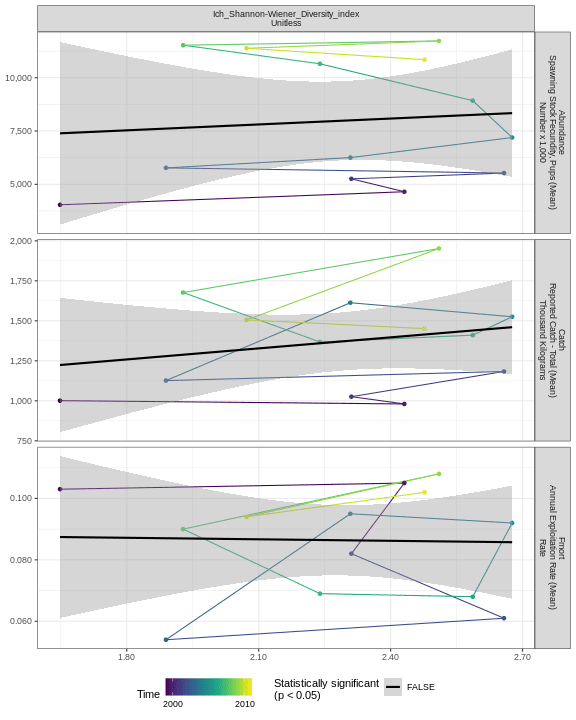 Ich_Shannon-Wiener_Diversity_index
Unitless
10,000
7,500
5,000
Abundance
Spawning Stock Fecundity, Pups (Mean)
Number x 1,000
2,000
1,750
1,500
1,250
1,000
750
Catch
Reported Catch - Total (Mean)
Thousand Kilograms
0.100
0.080
0.060
Fmort
Annual Exploitation Rate (Mean)
Rate
1.80
2.10
2.40
2.70
Time
2000
2010
Statistically significant
(p < 0.05)
FALSE